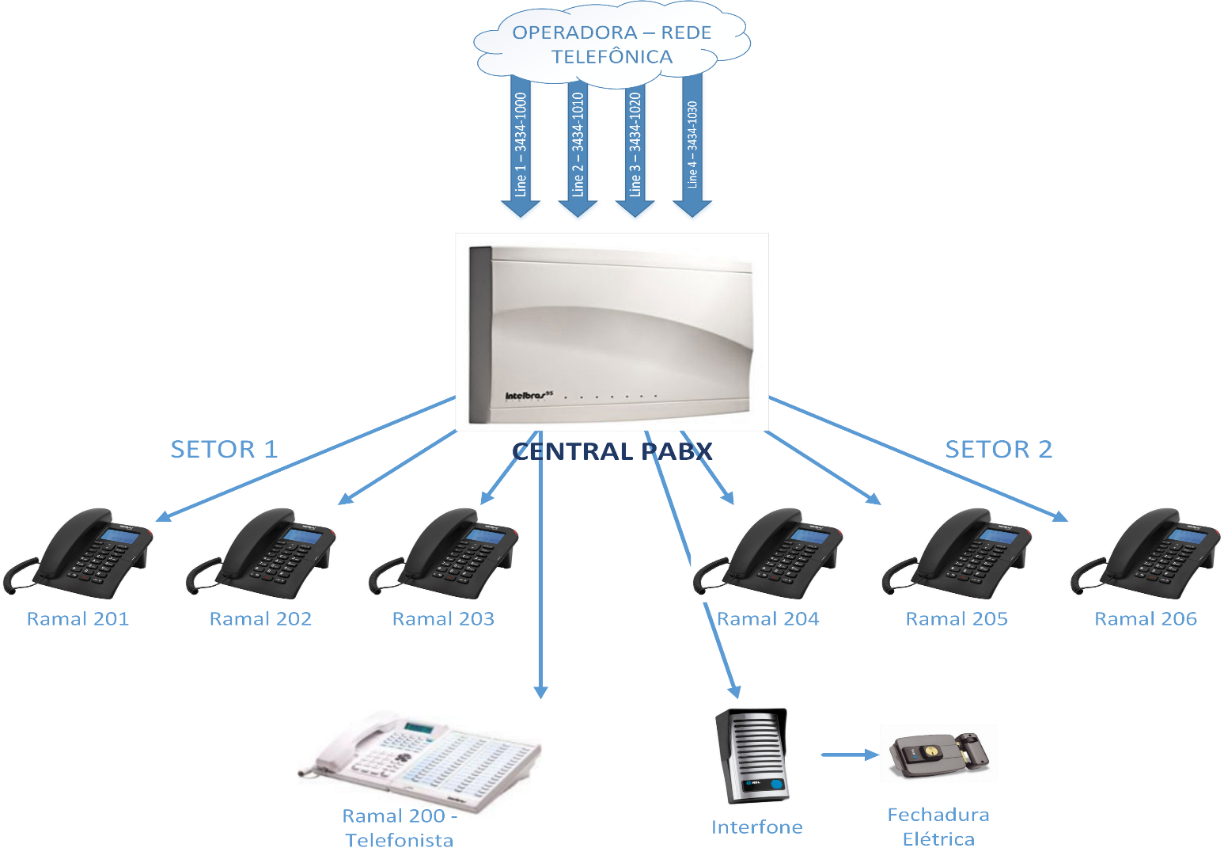 OPERADORA – REDE
TELEFÔNICA
Line 1 – 3434-1000
Line 2 – 3434-1010
Line 3 – 3434-1020
Line 4 – 3434-1030
intelbras
CENTRAL PABX
SETOR 1
SETOR 2
Ramal 201
Ramal 202
Ramal 203
Ramal 204
Ramal 205
Ramal 206
Ramal 200 -
Telefonista
Interfone
Fechadura
Elétrica